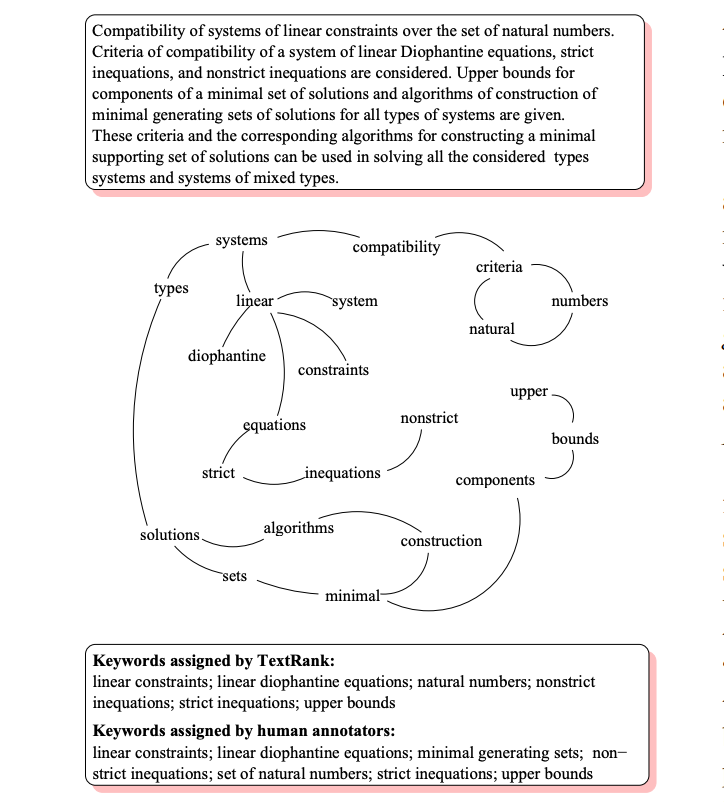 Compatibility of systems of linear constraints over the set of natural numbers.
Criteria of compatibility of a system of linear Diophantine equations, strict
inequations, and nonstrict inequations are considered. Upper bounds for
components of a minimal set of solutions and algorithms of construction of
minimal generating sets of solutions for all types of systems are given.
These criteria and the corresponding algorithms for constructing a minimal
supporting set of solutions can be used in solving all the considered types
systems and systems of mixed types.
systems
compatibility
criteria
types
linear
system
numbers
natural
diophantine
constraints
upper
nonstrict
equations
bounds
strict
inequations
components
algorithms
solutions
construction
sets
minimal
Keywords assigned by TextRank:
linear constraints; linear diophantine equations; natural numbers; nonstrict
inequations; strict inequations; upper bounds
Keywords assigned by human annotators:
linear constraints; linear diophantine equations; minimal generating sets; non−
strict inequations; set of natural numbers; strict inequations; upper bounds